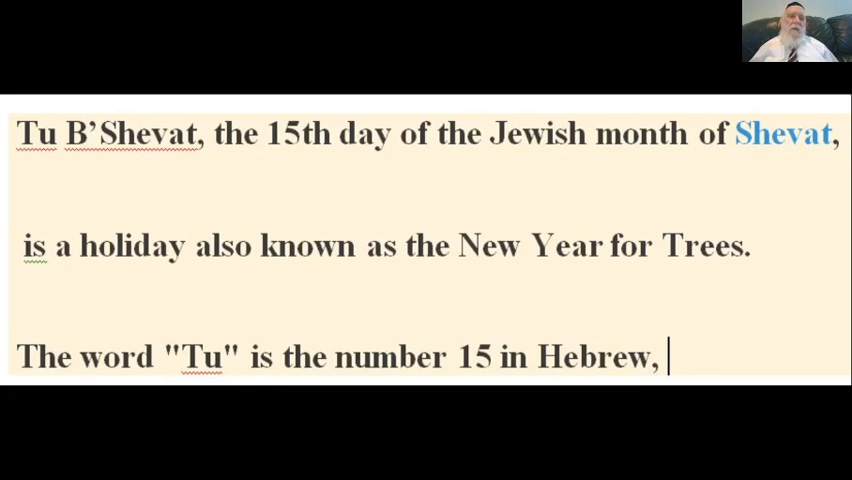 Tu B’Shevat, the 15th day of the Jewish month of Shevat,
is a holiday also known as the New Year for Trees.
The word "Tu" is the number 15 in Hebrew,